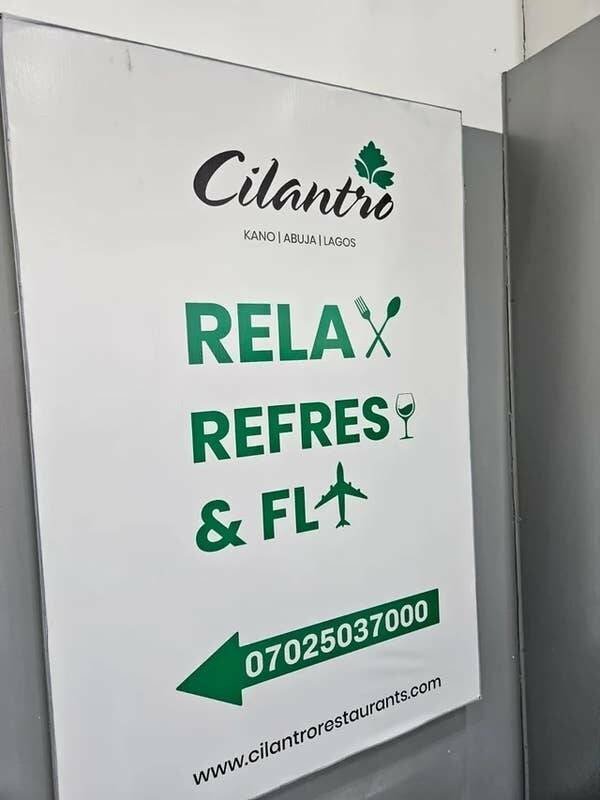 Cilantro
KANO | ABUJA | LAGOS
RELA
REFRES
& FL
07025037000
www.cilantrorestaurants.com